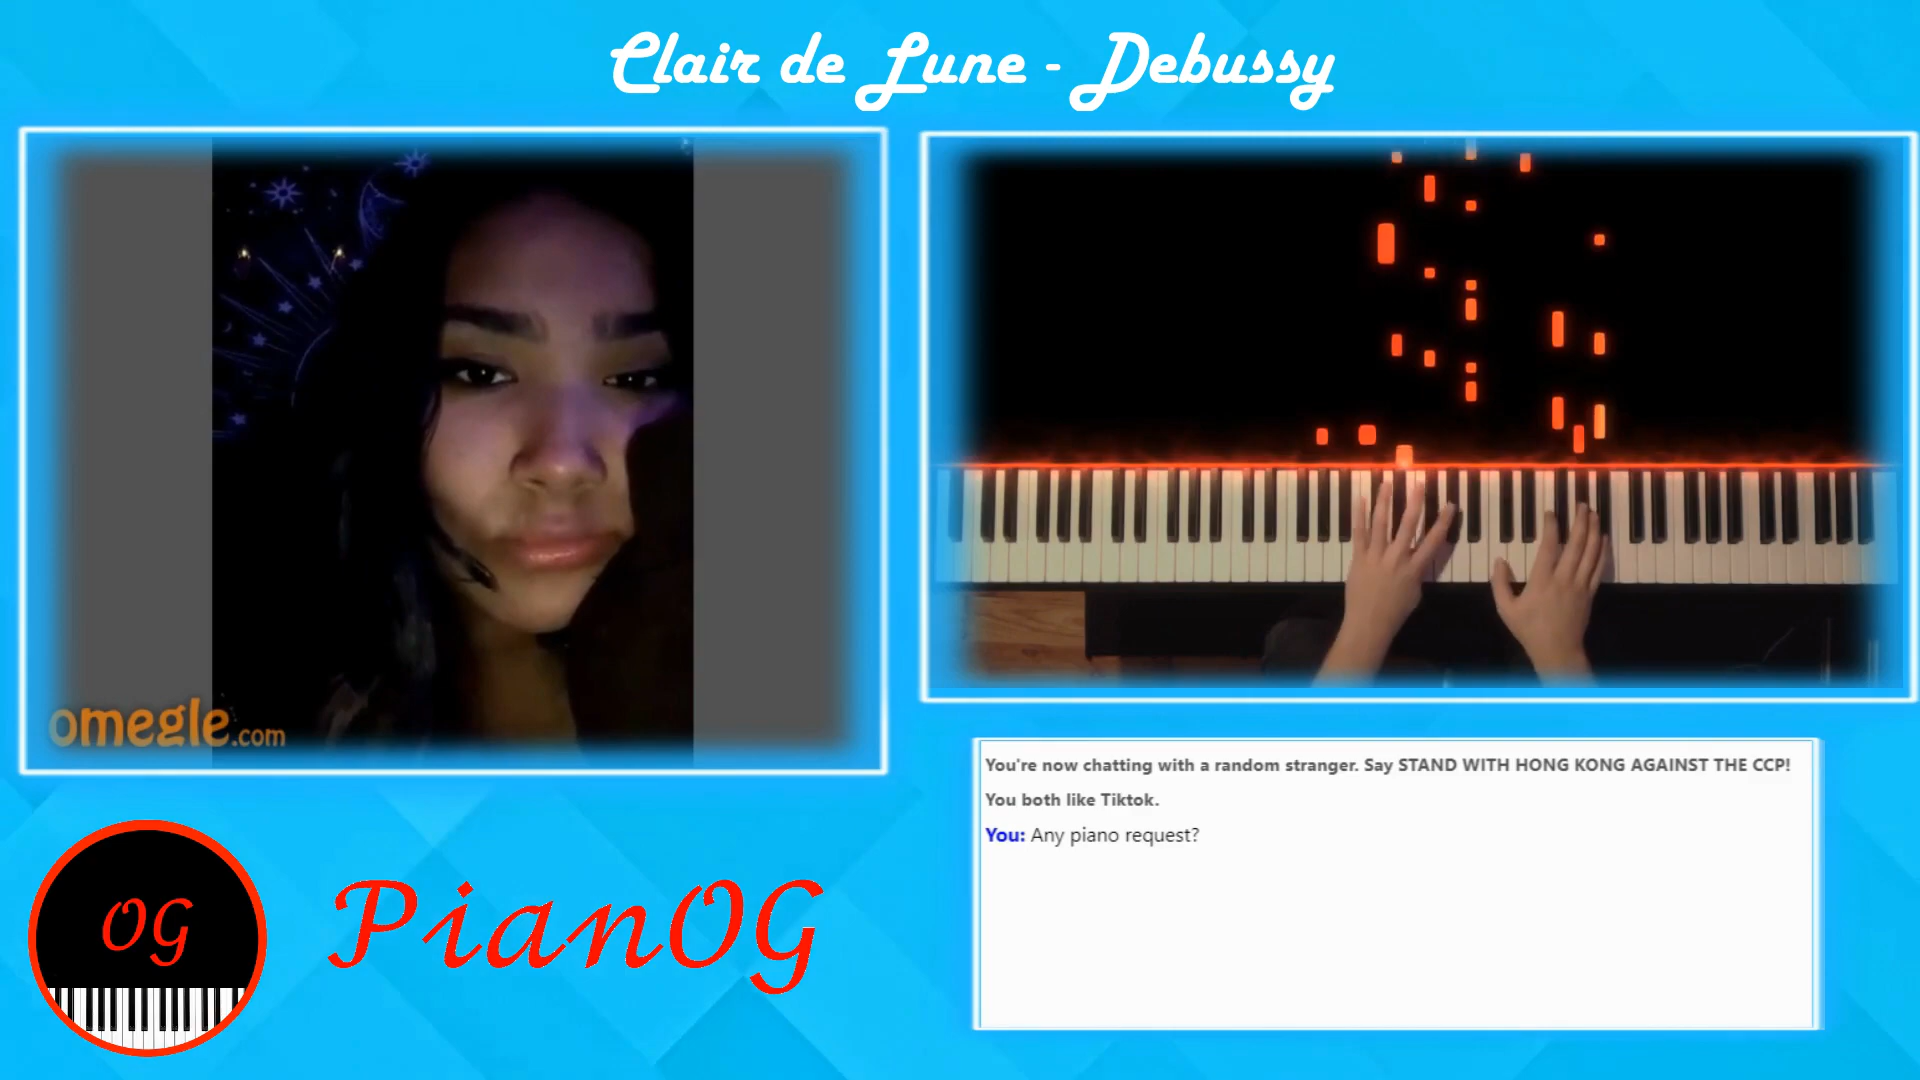 Clair de Lune - Debussy
omegle.com
You're now chatting with a random stranger. Say STAND WITH HONG KONG AGAINST THE CCP!
You both like Tiktok.
You: Any piano request?
OG
PianOG